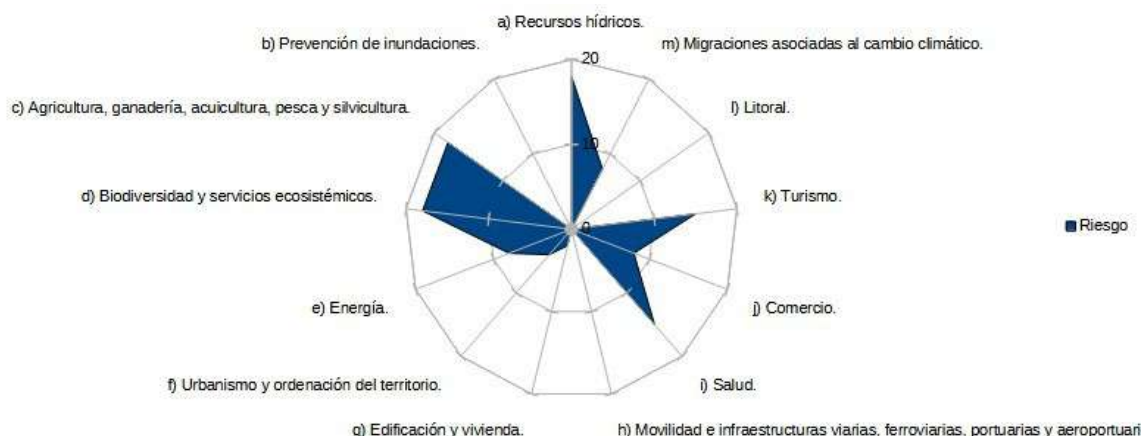 a) Recursos hídricos.
b) Prevención de inundaciones.
m) Migraciones asociadas al cambio climático.
20
c) Agricultura, ganadería, acuicultura, pesca y silvicultura.
l) Litoral.
10
d) Biodiversidad y servicios ecosistémicos.
k) Turismo.
0
Riesgo
e) Energía.
j) Comercio.
f) Urbanismo y ordenación del territorio.
i) Salud.
g) Edificación y vivienda.
h) Movilidad e infraestructuras viarias, ferroviarias, portuarias y aeroportuari